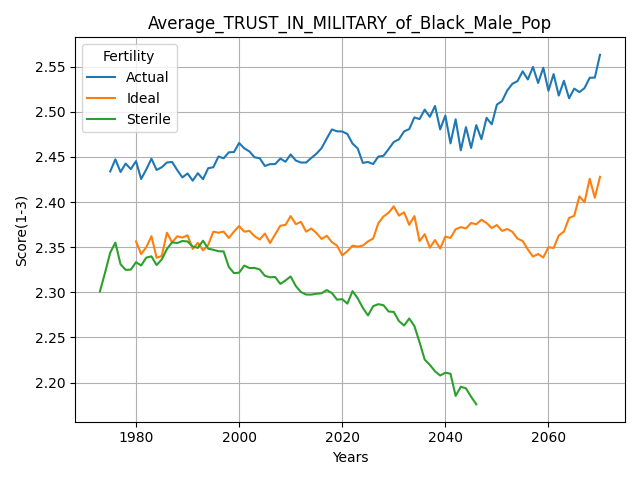 Average_TRUST_IN_MILITARY_of_Black_Male_Pop
Fertility
Actual
Ideal
Sterile
Score(1-3)
2.55
2.50
2.45
2.40
2.35
2.30
2.25
2.20
1980 2000 2020 2040 2060
Years